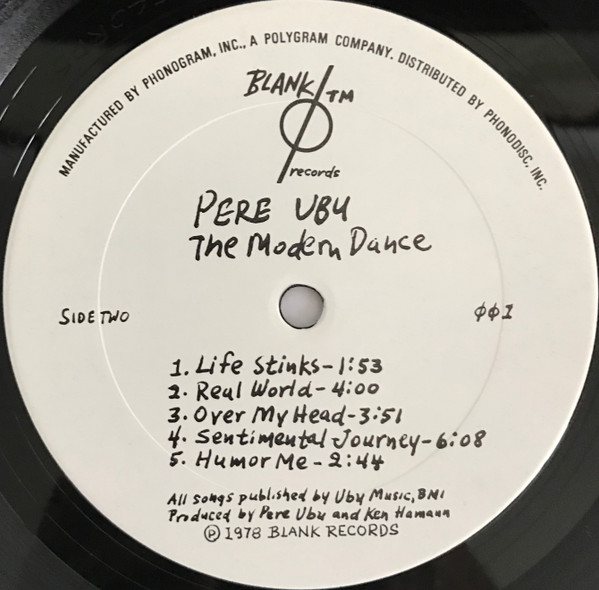 MANUFACTURED BY PHONOGRAM, INC., A POLYGRAM COMPANY. DISTRIBUTED BY PHONODISC, INC.
BLANK TM
records
PERE UBU
The Modern Dance
SIDE TWO
φφ1
1. Life Stinks-1:53
2. Real World-4:00
3. Over My Head-3:51
4. Sentimental Journey-6:08
5. Humor Me-2:44
All songs published by Ubu Music, BMI
Produced by Pere Ubu and Ken Hamann
Ⓟ1978 BLANK RECORDS